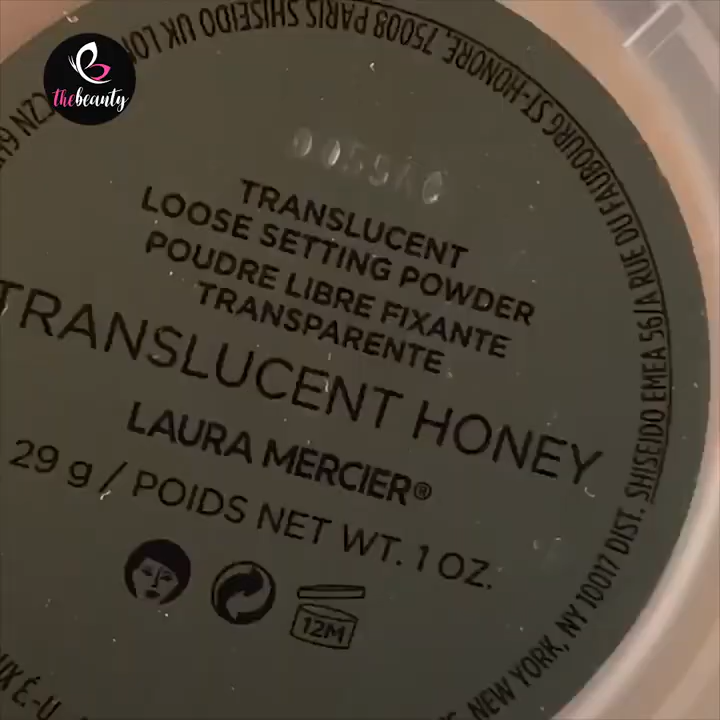 thebeauty
TRANSLUCENT
LOOSE SETTING POWDER
POUDRE LIBRE FIXANTE
TRANSPARENTE
TRANSLUCENT HONEY
LAURA MERCIER®
29 g / POIDS NET WT. 1 OZ.
12M
NEW YORK, NY 10017 DIST. SHISEIDO EMEA 56/A RUE DU FAUBOURG ST-HONORE, 75008 PARIS SHISEIDO UK